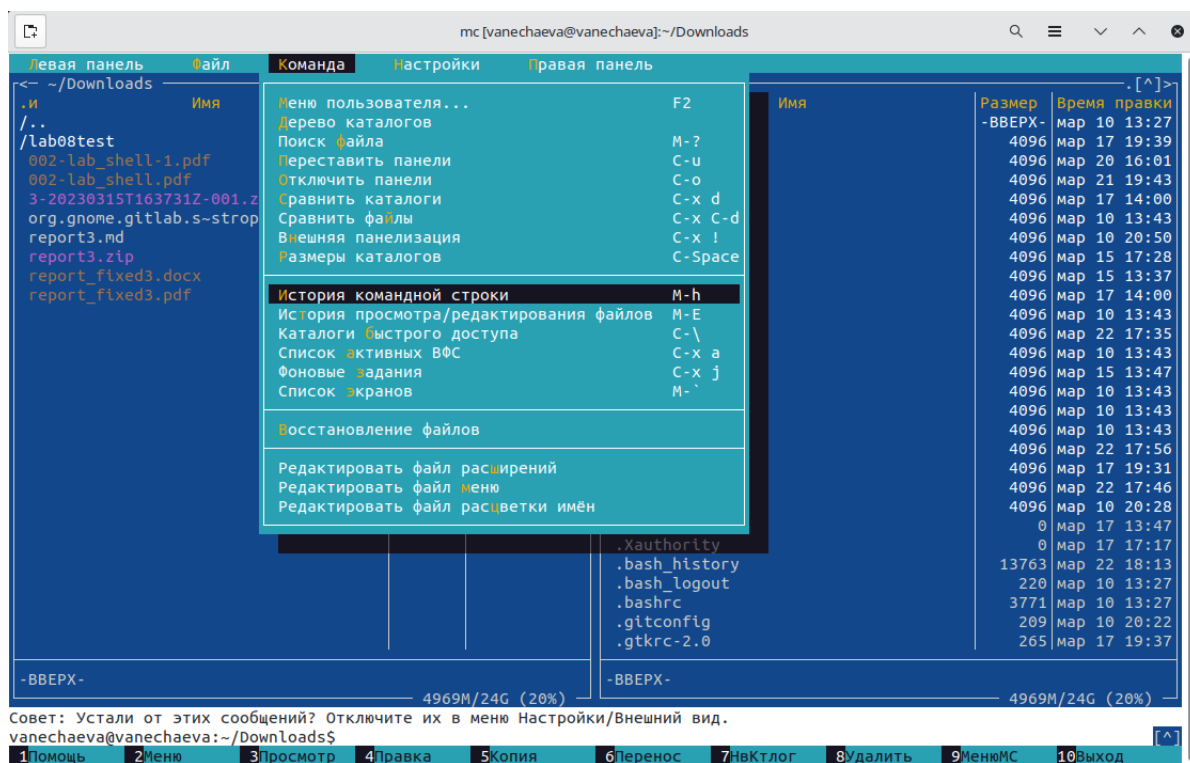 mc [vanechaeva@vanechaeva]:~/Downloads
Левая панель Файл Команда Настройки Правая панель
<— ~/Downloads .[^]>
.и Имя
/..
/lab08test
002-lab_shell-1.pdf
002-lab_shell.pdf
3-20230315T163731Z-001.z
org.gnome.gitlab.s~strop
report3.md
report3.zip
report_fixed3.docx
report_fixed3.pdf
Меню пользователя... F2
Дерево каталогов
Поиск файла M-?
Переставить панели C-u
Отключить панели C-o
Сравнить каталоги C-x d
Сравнить файлы C-x C-d
Внешняя панелизация C-x !
Размеры каталогов C-Space
История командной строки M-h
История просмотра/редактирования файлов M-E
Каталоги быстрого доступа C-\
Список активных ВФС C-x a
Фоновые задания C-x j
Список экранов M-`
Восстановление файлов
Редактировать файл расширений
Редактировать файл меню
Редактировать файл расцветки имён
Имя Размер Время правки
-ВВЕРХ- мар 10 13:27
4096 мар 17 19:39
4096 мар 20 16:01
4096 мар 21 19:43
4096 мар 17 14:00
4096 мар 10 13:43
4096 мар 10 20:50
4096 мар 15 17:28
4096 мар 15 13:37
4096 мар 17 14:00
4096 мар 10 13:43
4096 мар 22 17:35
4096 мар 10 13:43
4096 мар 15 13:47
4096 мар 10 13:43
4096 мар 10 13:43
4096 мар 10 13:43
4096 мар 22 17:56
4096 мар 17 19:31
4096 мар 22 17:46
4096 мар 10 20:28
0 мар 17 13:47
.Xauthority 0 мар 17 17:17
.bash_history 13763 мар 22 18:13
.bash_logout 220 мар 10 13:27
.bashrc 3771 мар 10 13:27
.gitconfig 209 мар 10 20:22
.gtkrc-2.0 265 мар 17 19:37
-ВВЕРХ- -ВВЕРХ-
4969M/24G (20%) 4969M/24G (20%)
Совет: Устали от этих сообщений? Отключите их в меню Настройки/Внешний вид.
vanechaeva@vanechaeva:~/Downloads$ [^]
1Помощь 2Меню 3Просмотр 4Правка 5Копия 6Перенос 7НвКтлог 8Удалить 9МенюМС 10Выход